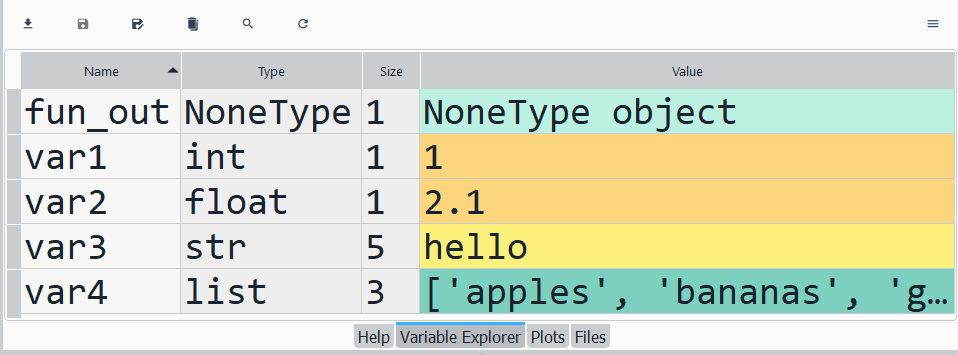 Name Type Size Value
fun_out NoneType 1 NoneType object
var1 int 1 1
var2 float 1 2.1
var3 str 5 hello
var4 list 3 ['apples', 'bananas', 'g…
Help Variable Explorer Plots Files